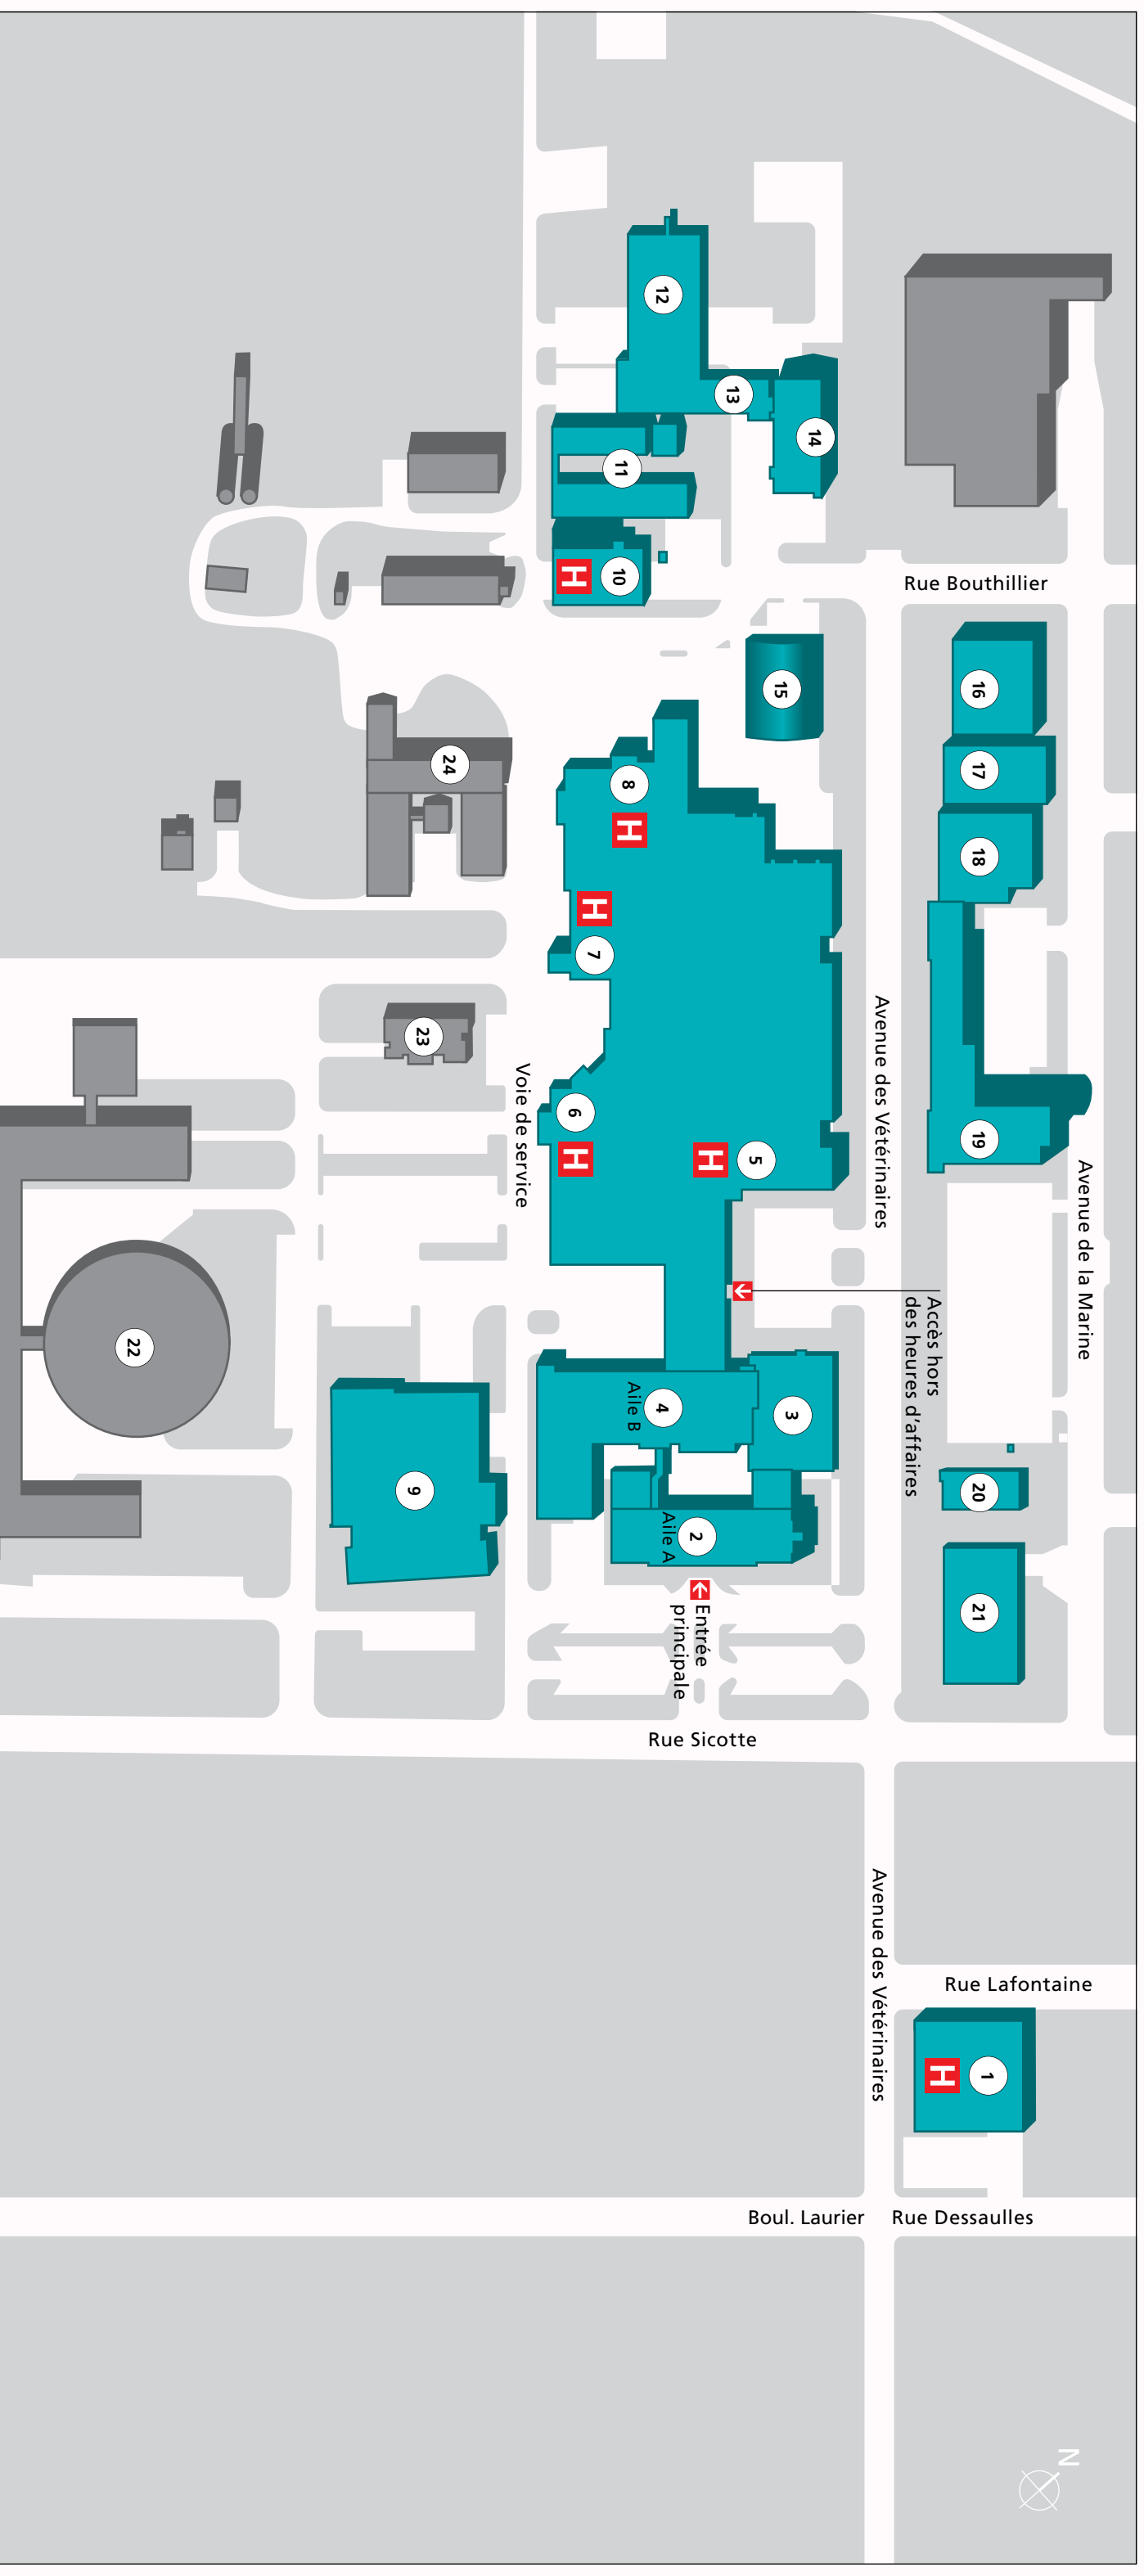 12
13
14
11
H
10
Rue Bouthillier
15
16
17
18
19
24
8
H
H
7
23
Voie de service
6
H
H
5
Avenue des Vétérinaires
Avenue de la Marine
Accès hors
des heures d'affaires
22
Aile B
4
3
9
Aile A
2
20
21
Entrée
principale
Rue Sicotte
Avenue des Vétérinaires
Rue Lafontaine
H
1
Boul. Laurier
Rue Dessaulles
N